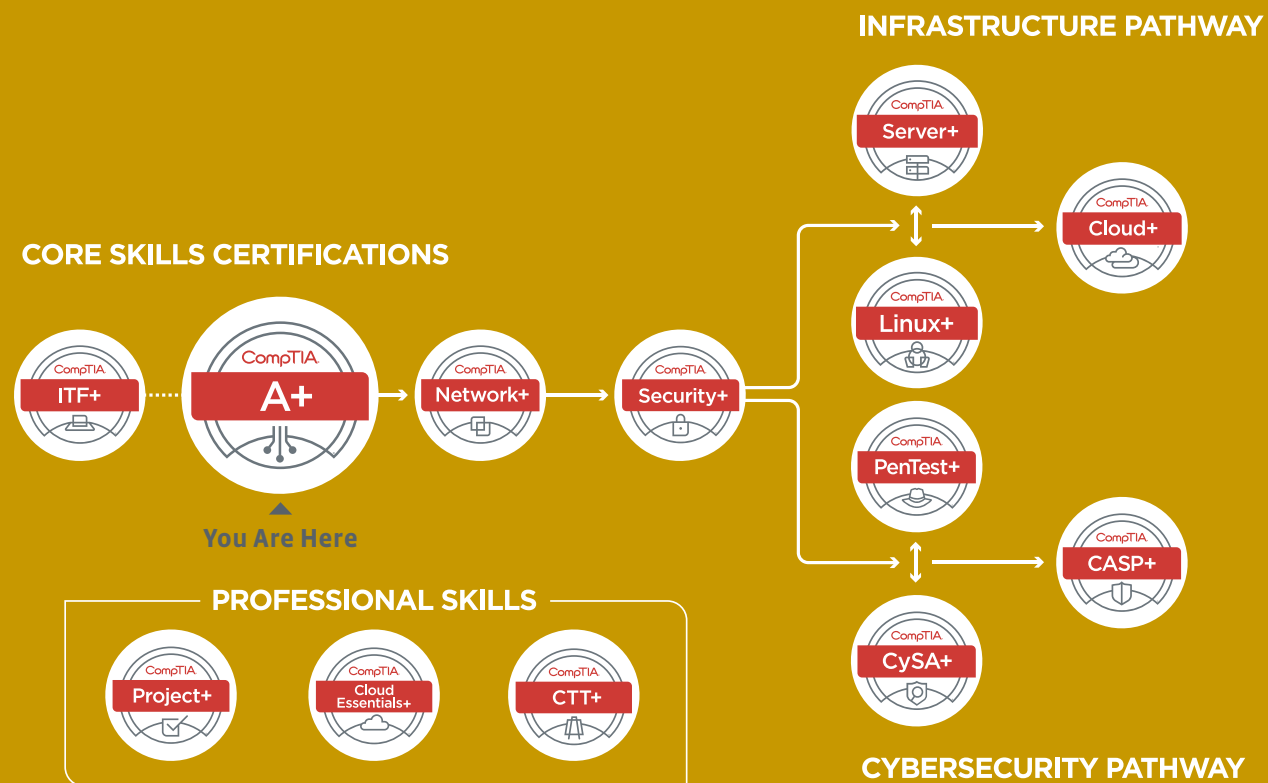 INFRASTRUCTURE PATHWAY
CompTIA.
Server+
CompTIA.
Cloud+
CORE SKILLS CERTIFICATIONS
CompTIA.
Linux+
CompTIA.
ITF+
CompTIA.
A+
CompTIA.
Network+
CompTIA.
Security+
You Are Here
CompTIA.
PenTest+
CompTIA.
CASP+
CompTIA.
CySA+
CYBERSECURITY PATHWAY
PROFESSIONAL SKILLS
CompTIA.
Project+
CompTIA.
Cloud
Essentials+
CompTIA.
CTT+